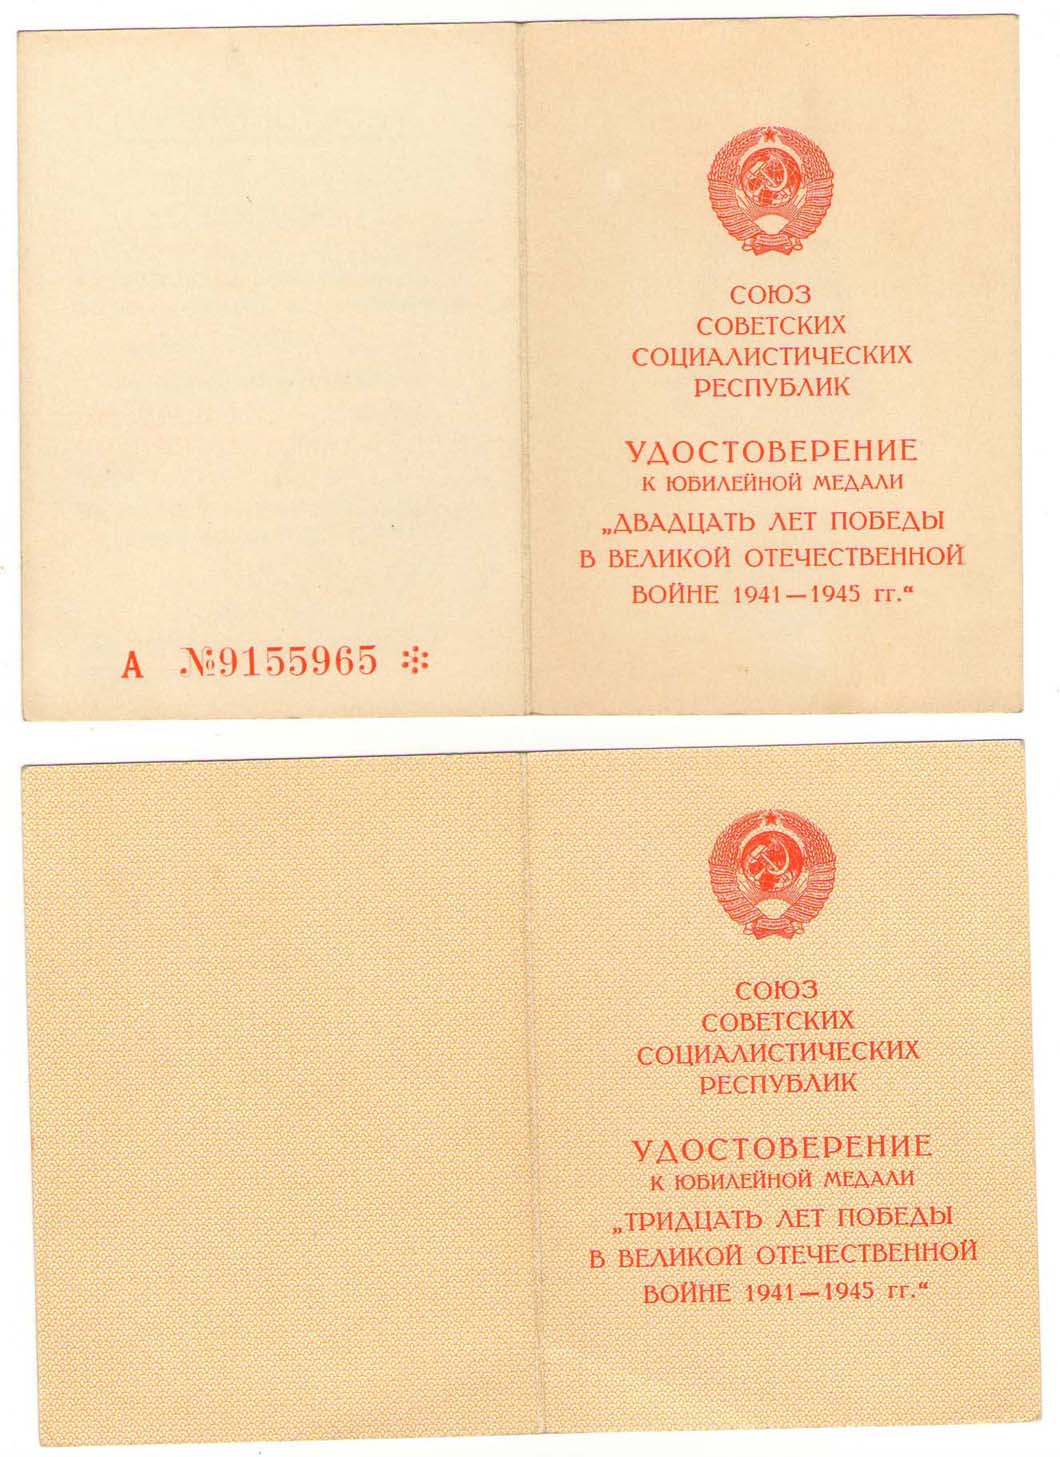 СОЮЗ
СОВЕТСКИХ
СОЦИАЛИСТИЧЕСКИХ
РЕСПУБЛИК
УДОСТОВЕРЕНИЕ
К ЮБИЛЕЙНОЙ МЕДАЛИ
„ДВАДЦАТЬ ЛЕТ ПОБЕДЫ
В ВЕЛИКОЙ ОТЕЧЕСТВЕННОЙ
ВОЙНЕ 1941—1945 гг.“
А №9155965
СОЮЗ
СОВЕТСКИХ
СОЦИАЛИСТИЧЕСКИХ
РЕСПУБЛИК
УДОСТОВЕРЕНИЕ
К ЮБИЛЕЙНОЙ МЕДАЛИ
„ТРИДЦАТЬ ЛЕТ ПОБЕДЫ
В ВЕЛИКОЙ ОТЕЧЕСТВЕННОЙ
ВОЙНЕ 1941—1945 гг.“